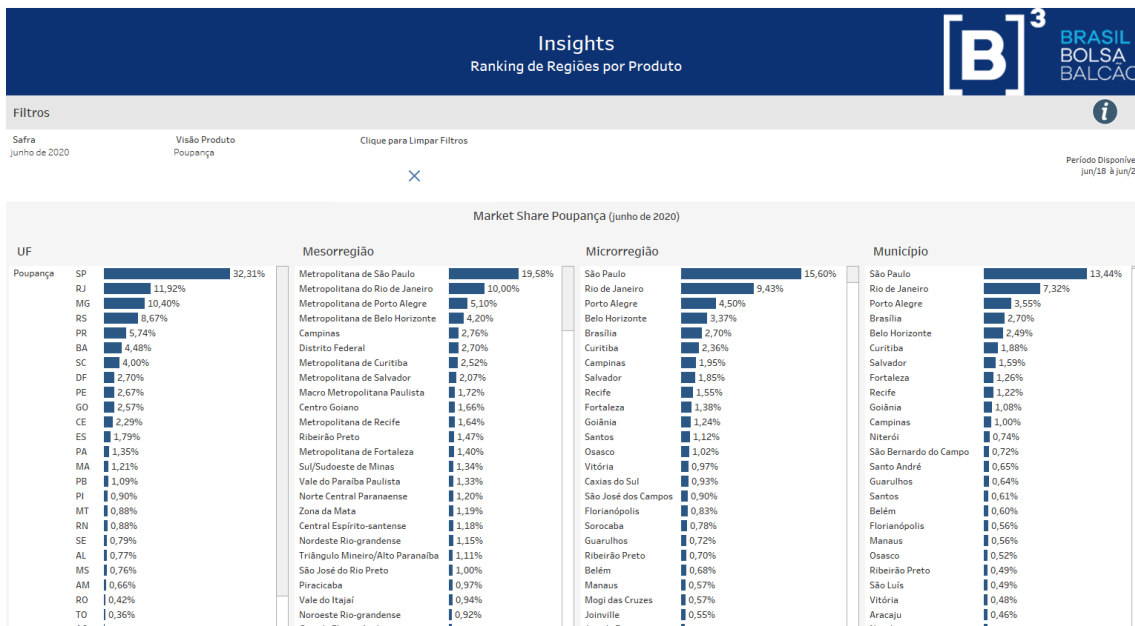 Insights
Ranking de Regiões por Produto
[B]³
BRASIL
BOLSA
BALCÃO
Filtros
i
Safra
junho de 2020
Visão Produto
Poupança
Clique para Limpar Filtros
Período Disponíve
jun/18 à jun/2
Market Share Poupança (junho de 2020)
UF
Poupança
SP 32,31%
RJ 11,92%
MG 10,40%
RS 8,67%
PR 5,74%
BA 4,48%
SC 4,00%
DF 2,70%
PE 2,67%
GO 2,57%
CE 2,29%
ES 1,79%
PA 1,35%
MA 1,21%
PB 1,09%
PI 0,90%
MT 0,88%
RN 0,88%
SE 0,79%
AL 0,77%
MS 0,76%
AM 0,66%
RO 0,42%
TO 0,36%
Mesorregião
Metropolitana de São Paulo 19,58%
Metropolitana do Rio de Janeiro 10,00%
Metropolitana de Porto Alegre 5,10%
Metropolitana de Belo Horizonte 4,20%
Campinas 2,76%
Distrito Federal 2,70%
Metropolitana de Curitiba 2,52%
Metropolitana de Salvador 2,07%
Macro Metropolitana Paulista 1,72%
Centro Goiano 1,66%
Metropolitana de Recife 1,64%
Ribeirão Preto 1,47%
Metropolitana de Fortaleza 1,40%
Sul/Sudoeste de Minas 1,34%
Vale do Paraíba Paulista 1,33%
Norte Central Paranaense 1,20%
Zona da Mata 1,19%
Central Espírito-santense 1,18%
Nordeste Rio-grandense 1,15%
Triângulo Mineiro/Alto Paranaíba 1,11%
São José do Rio Preto 1,00%
Piracicaba 0,97%
Vale do Itajaí 0,94%
Noroeste Rio-grandense 0,92%
Microrregião
São Paulo 15,60%
Rio de Janeiro 9,43%
Porto Alegre 4,50%
Belo Horizonte 3,37%
Brasília 2,70%
Curitiba 2,36%
Campinas 1,95%
Salvador 1,85%
Recife 1,55%
Fortaleza 1,38%
Goiânia 1,24%
Santos 1,12%
Osasco 1,02%
Vitória 0,97%
Caxias do Sul 0,93%
São José dos Campos 0,90%
Florianópolis 0,83%
Sorocaba 0,78%
Guarulhos 0,72%
Ribeirão Preto 0,70%
Belém 0,68%
Manaus 0,57%
Mogi das Cruzes 0,57%
Joinville 0,55%
Município
São Paulo 13,44%
Rio de Janeiro 7,32%
Porto Alegre 3,55%
Brasília 2,70%
Belo Horizonte 2,49%
Curitiba 1,88%
Salvador 1,59%
Fortaleza 1,26%
Recife 1,22%
Goiânia 1,08%
Campinas 1,00%
Niterói 0,74%
São Bernardo do Campo 0,72%
Santo André 0,65%
Guarulhos 0,64%
Santos 0,61%
Belém 0,60%
Florianópolis 0,56%
Manaus 0,56%
Osasco 0,52%
Ribeirão Preto 0,49%
São Luís 0,49%
Vitória 0,48%
Aracaju 0,46%